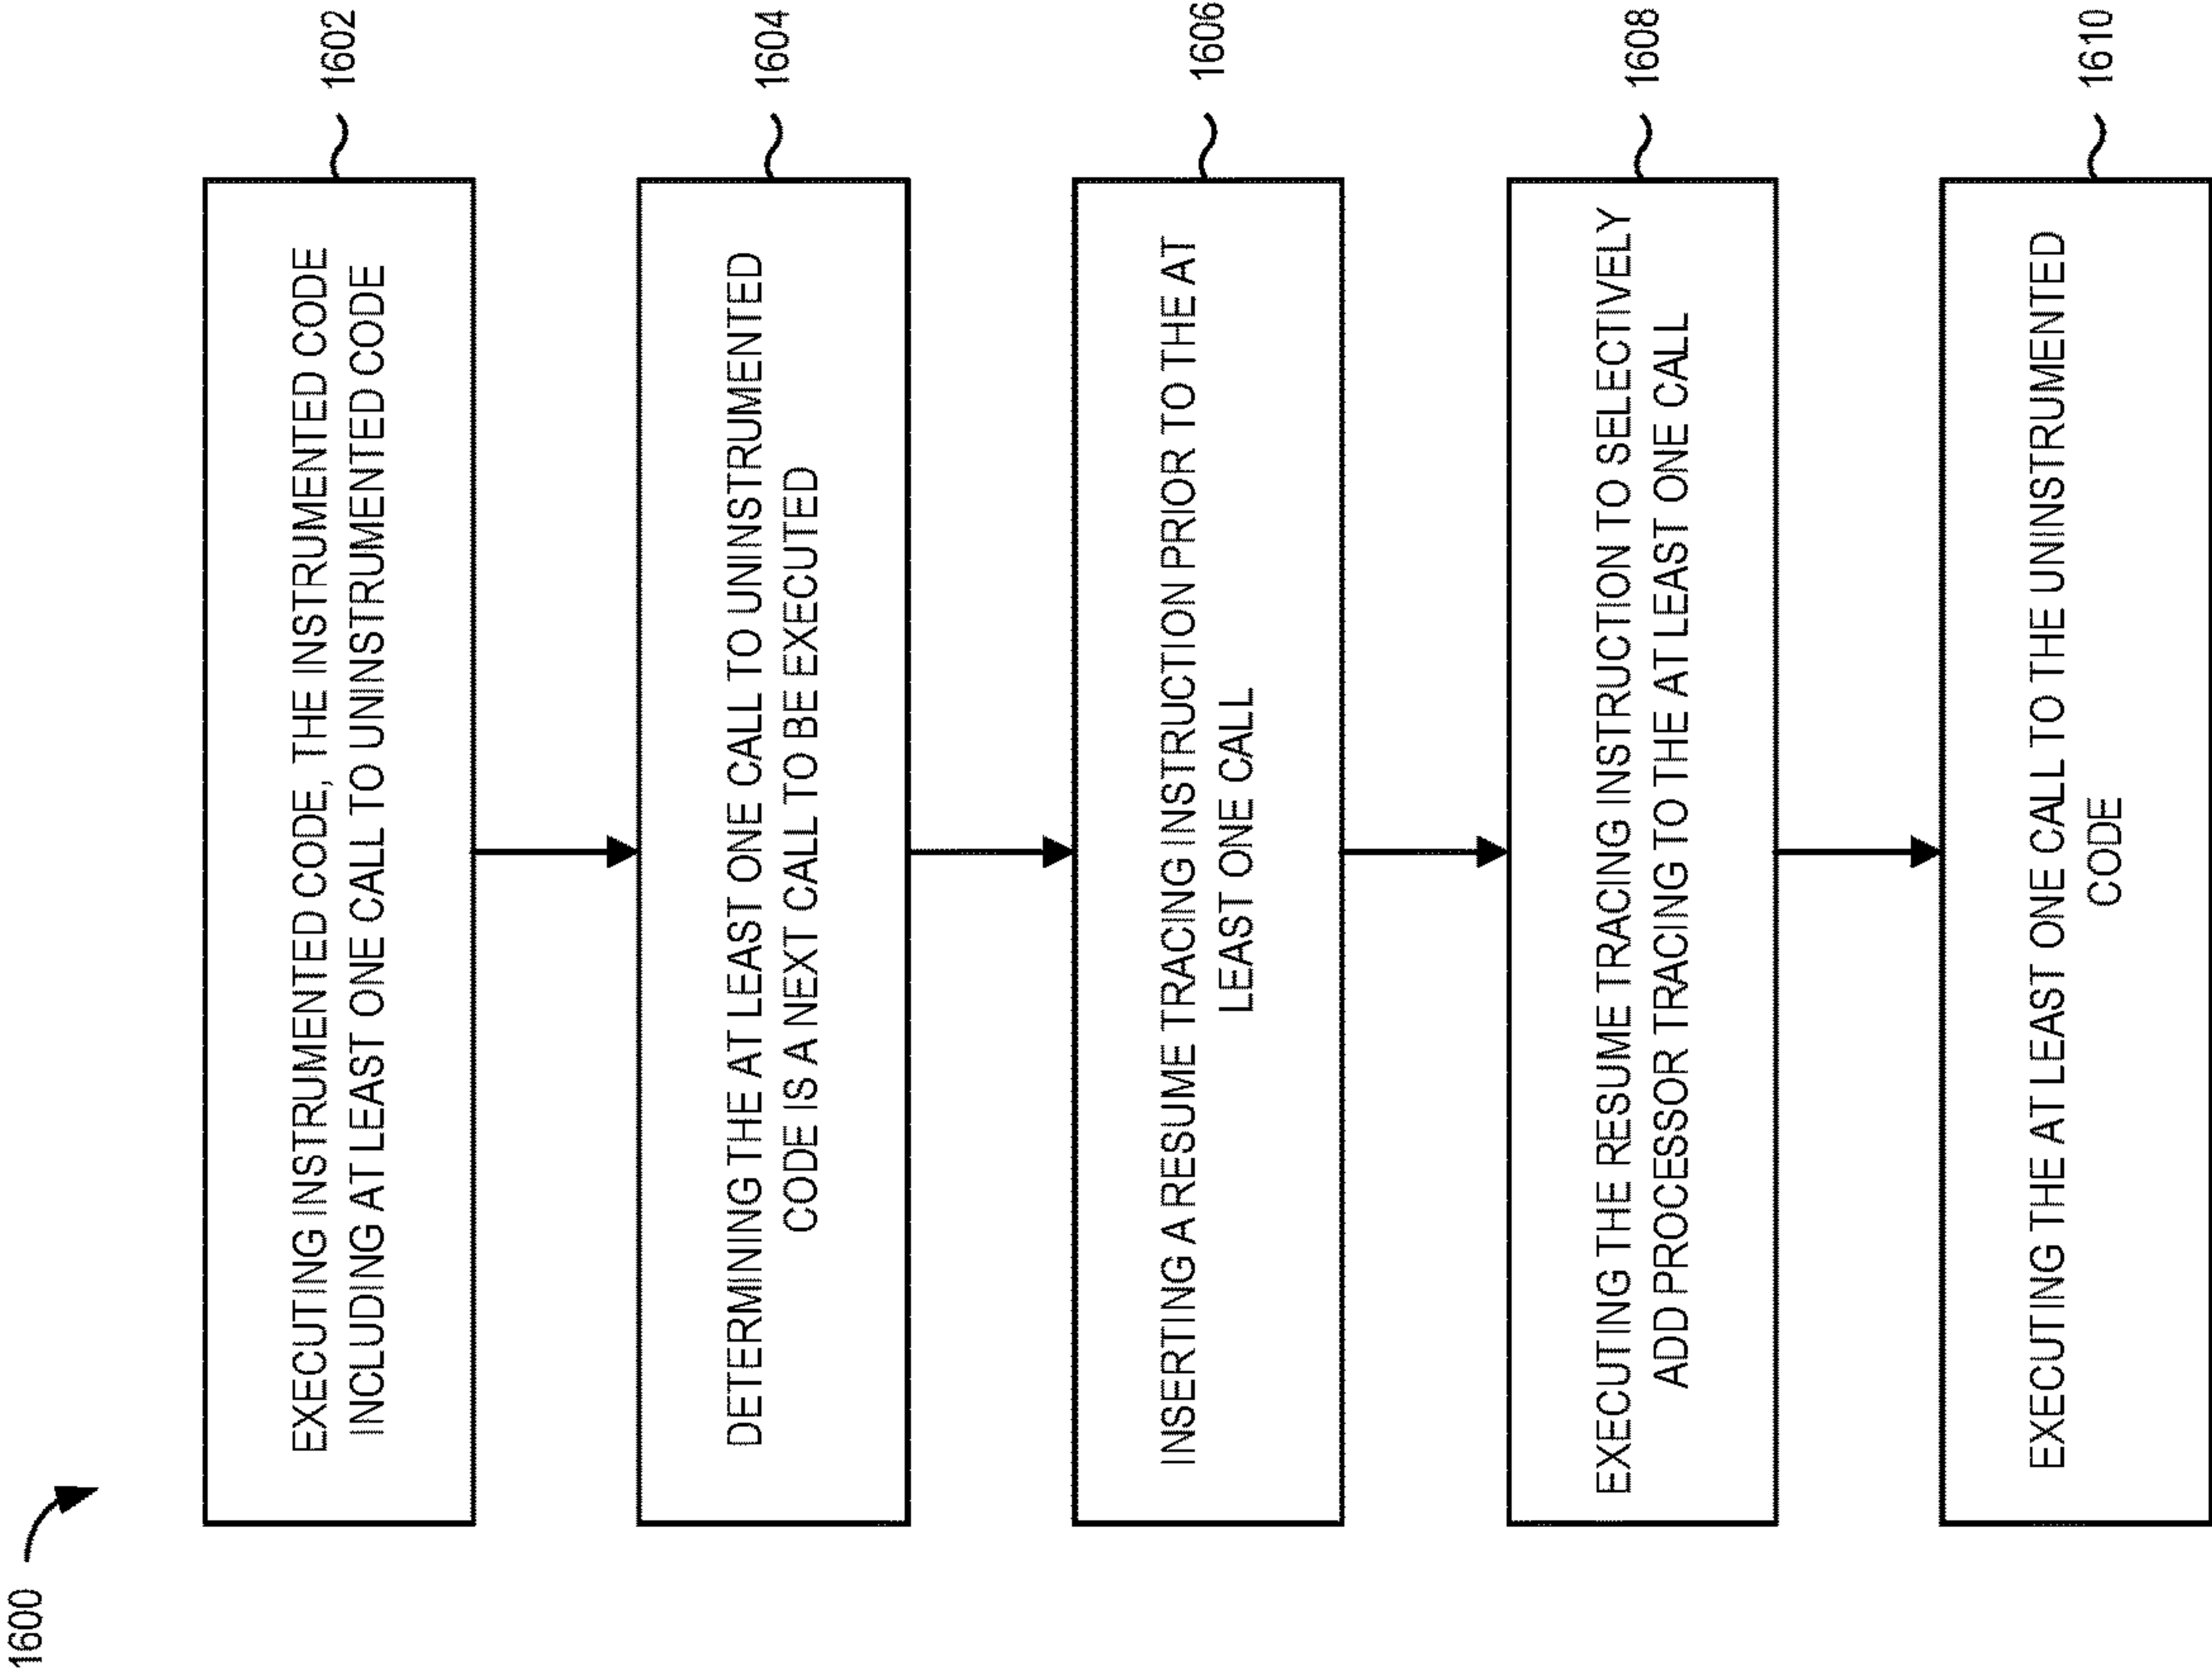 1600
EXECUTING INSTRUMENTED CODE, THE INSTRUMENTED CODE
INCLUDING AT LEAST ONE CALL TO UNINSTRUMENTED CODE
1602
DETERMINING THE AT LEAST ONE CALL TO UNINSTRUMENTED
CODE IS A NEXT CALL TO BE EXECUTED
1604
INSERTING A RESUME TRACING INSTRUCTION PRIOR TO THE AT
LEAST ONE CALL
1606
EXECUTING THE RESUME TRACING INSTRUCTION TO SELECTIVELY
ADD PROCESSOR TRACING TO THE AT LEAST ONE CALL
1608
EXECUTING THE AT LEAST ONE CALL TO THE UNINSTRUMENTED
CODE
1610